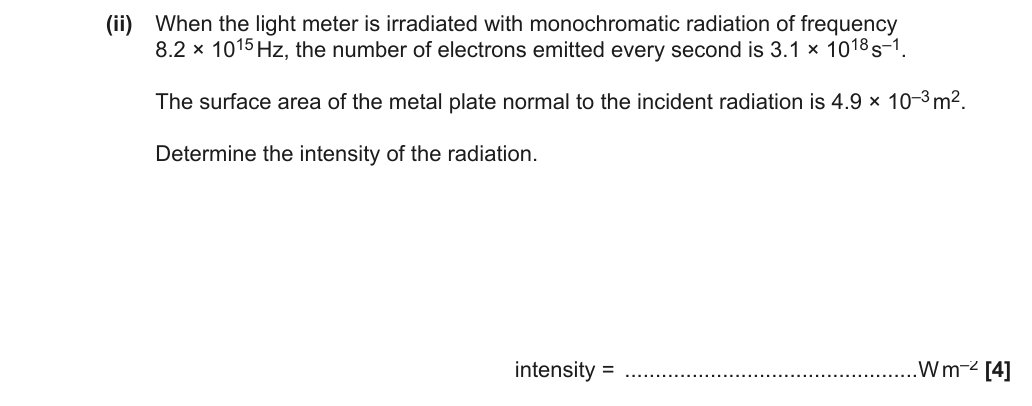 (ii) When the light meter is irradiated with monochromatic radiation of frequency
8.2 × 10¹⁵ Hz, the number of electrons emitted every second is 3.1 × 10¹⁸ s⁻¹.
The surface area of the metal plate normal to the incident radiation is 4.9 × 10⁻³ m².
Determine the intensity of the radiation.
intensity = ................................................ W m⁻² [4]